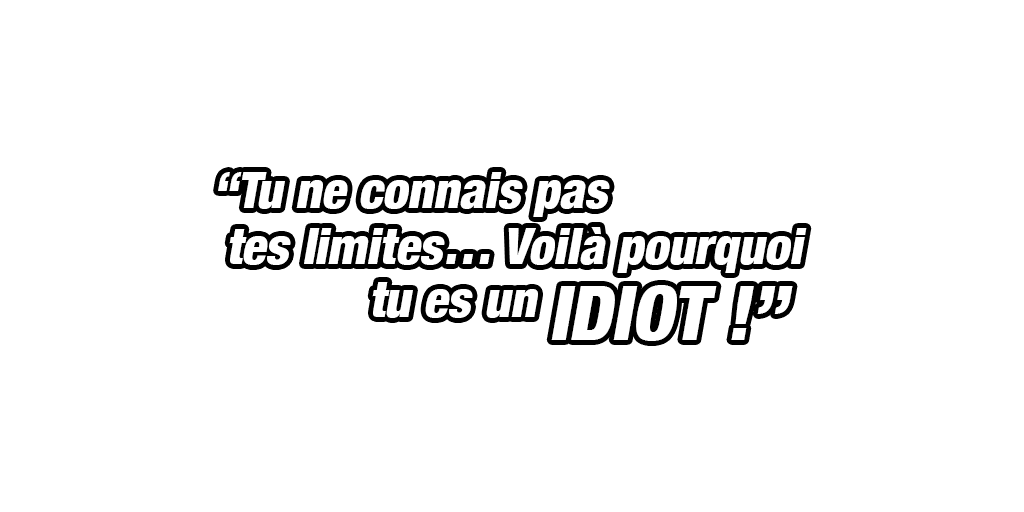 “Tu ne connais pas
tes limites... Voilà pourquoi
tu es un IDIOT !”